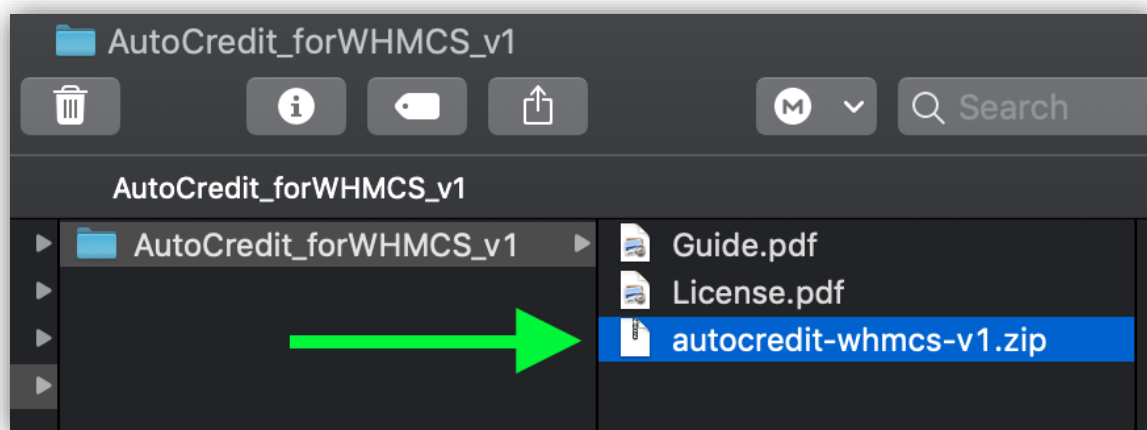 AutoCredit_forWHMCS_v1
Search
AutoCredit_forWHMCS_v1
AutoCredit_forWHMCS_v1
Guide.pdf
License.pdf
autocredit-whmcs-v1.zip